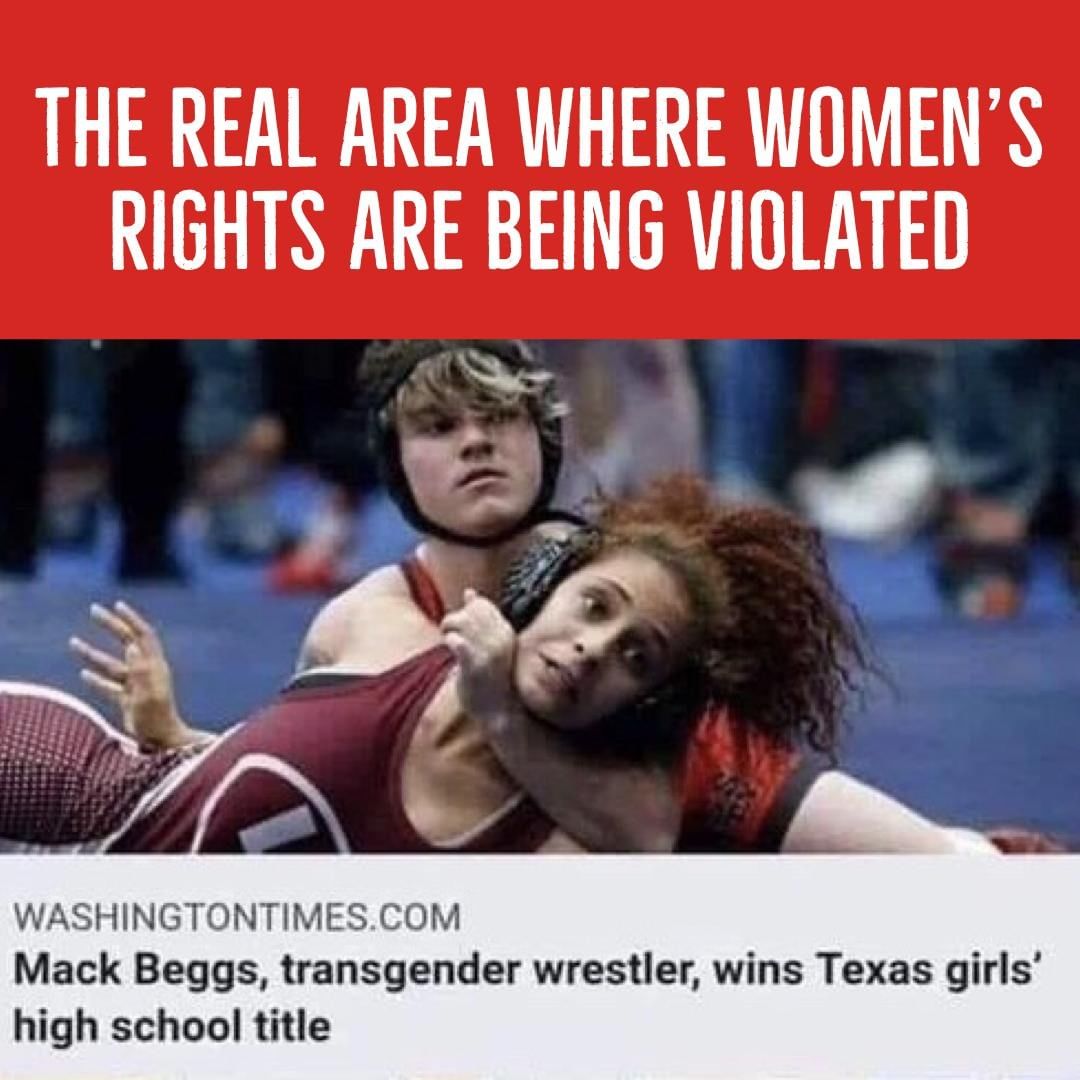 THE REAL AREA WHERE WOMEN'S
RIGHTS ARE BEING VIOLATED
WASHINGTONTIMES.COM
Mack Beggs, transgender wrestler, wins Texas girls'
high school title